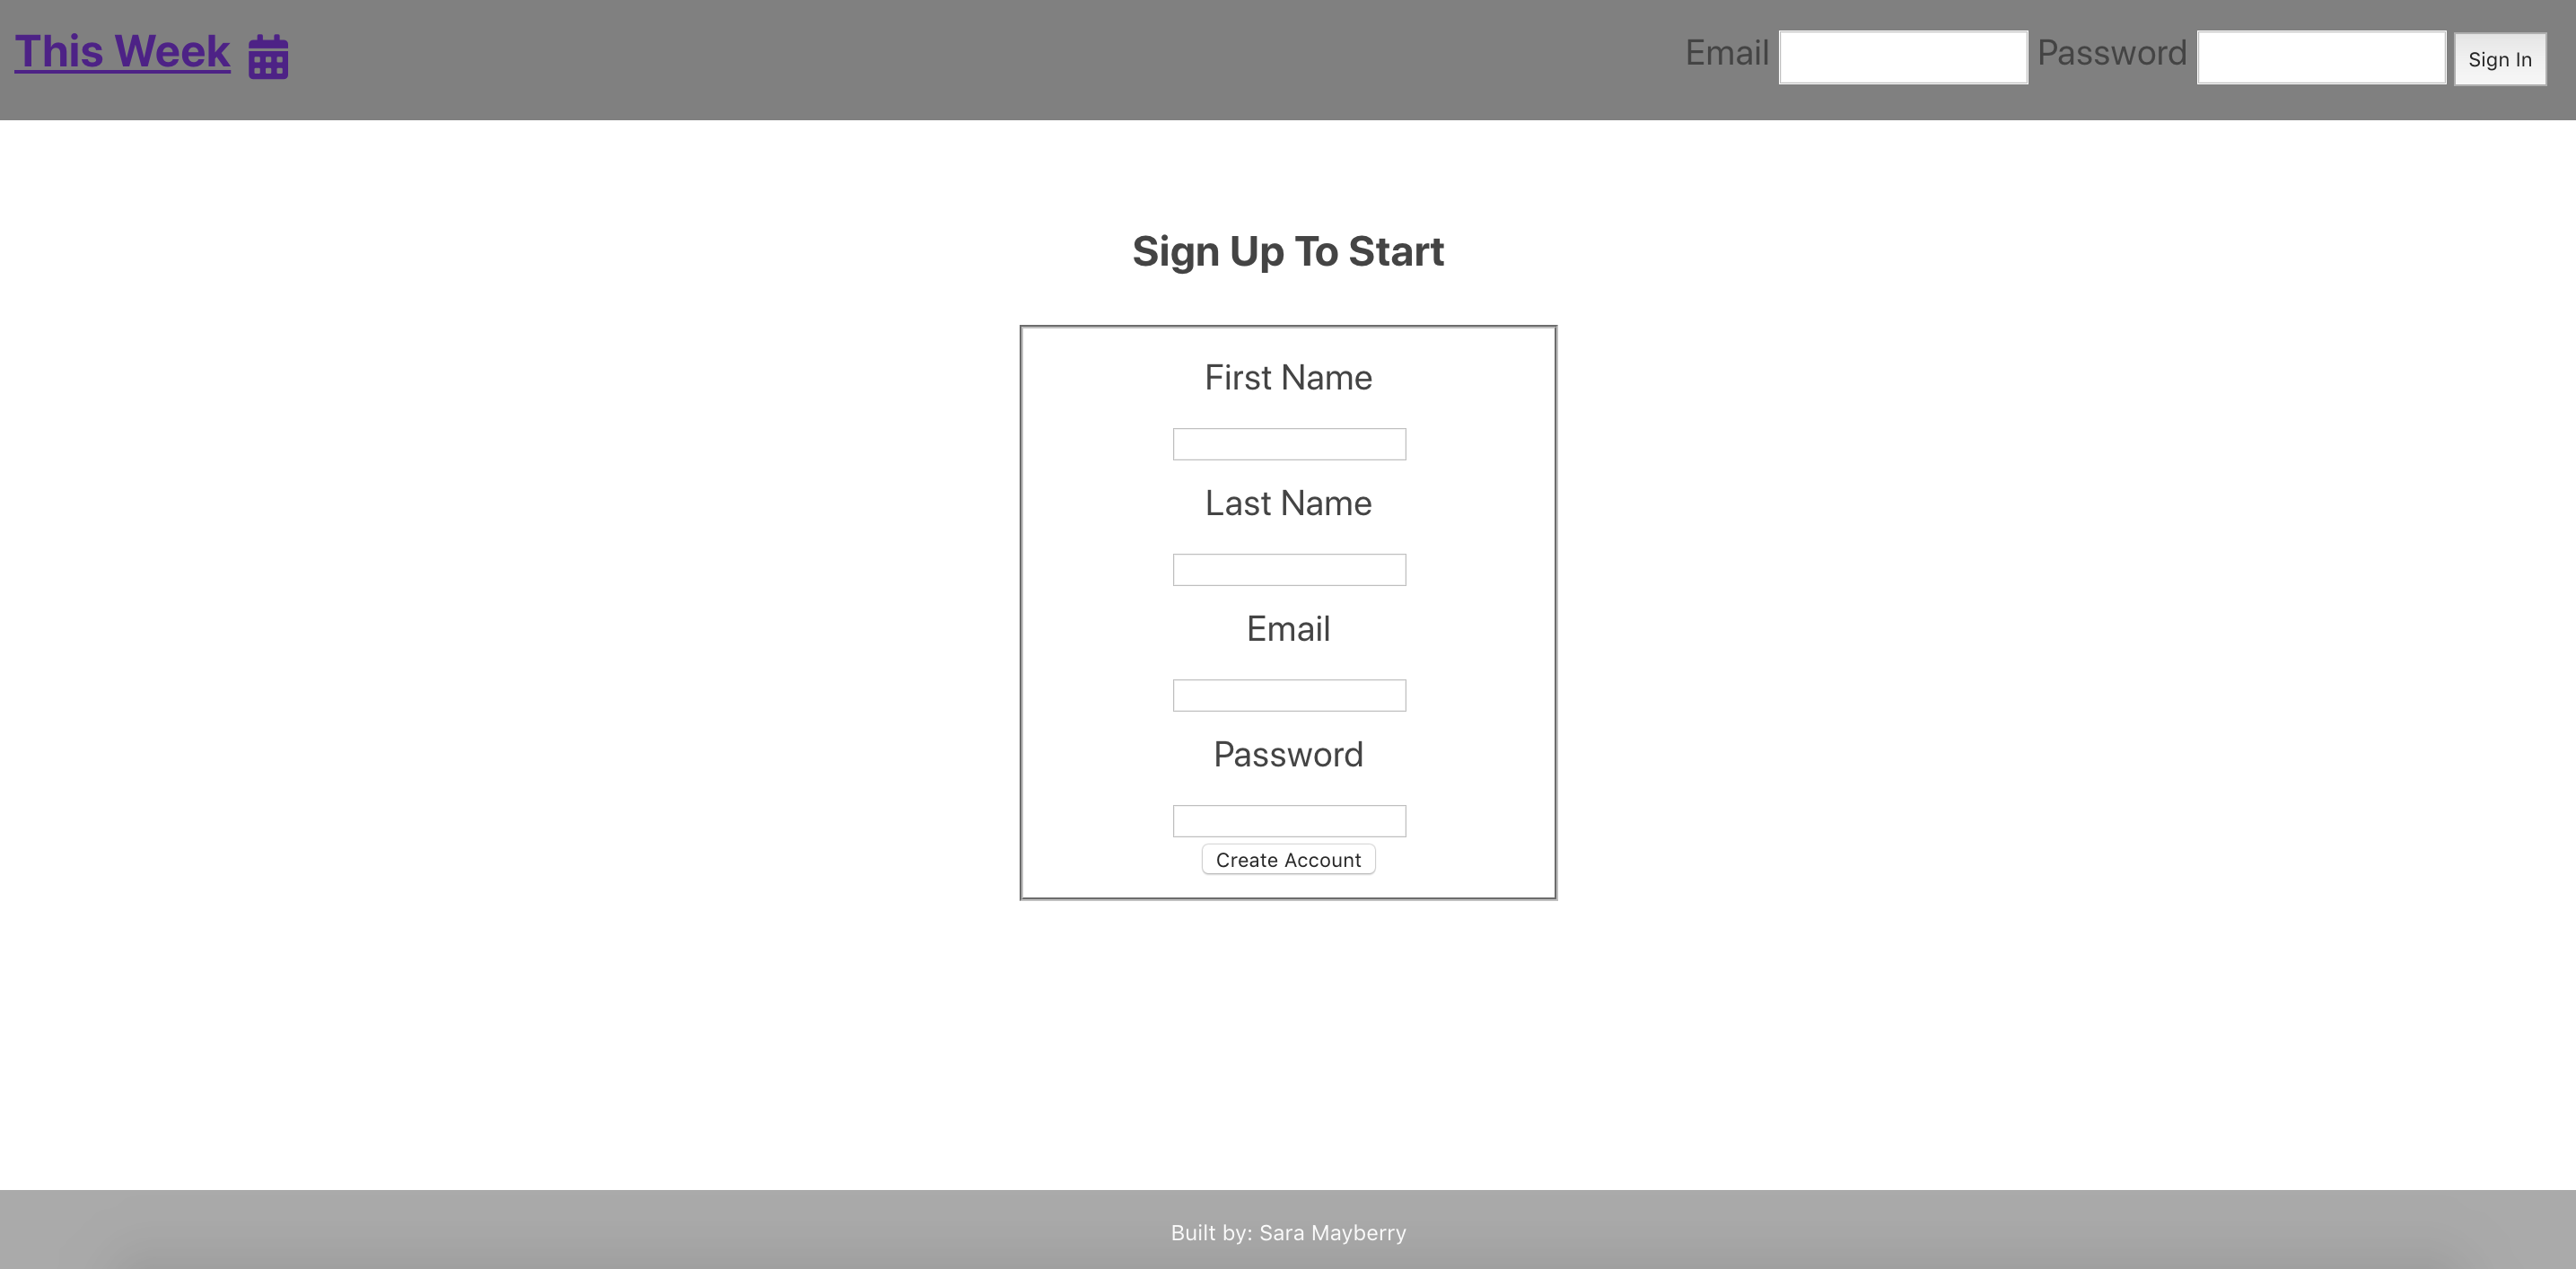 This Week
Email Password Sign In
Sign Up To Start
First Name
Last Name
Email
Password
Create Account
Built by: Sara Mayberry